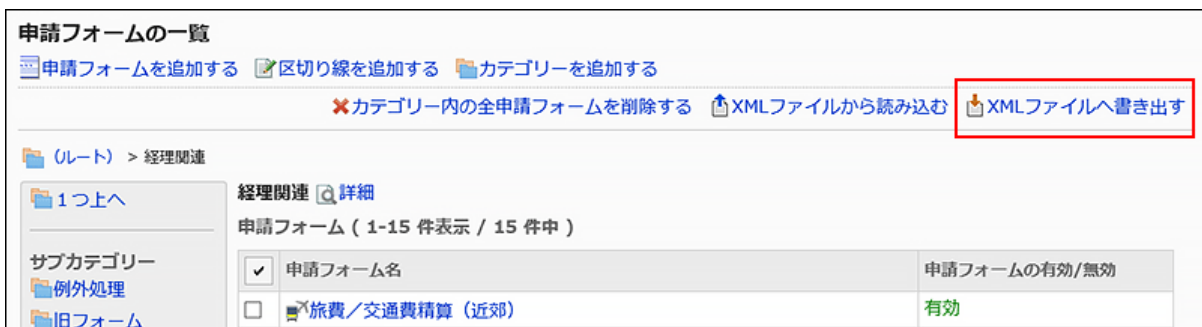 申請フォームの一覧
申請フォームを追加する 区切り線を追加する カテゴリーを追加する
カテゴリー内の全申請フォームを削除する XMLファイルから読み込む XMLファイルへ書き出す
（ルート） > 経理関連
1つ上へ
サブカテゴリー
例外処理
旧フォーム
経理関連 詳細
申請フォーム ( 1-15 件表示 / 15 件中 )
申請フォーム名 申請フォームの有効/無効
旅費／交通費精算（近郊） 有効